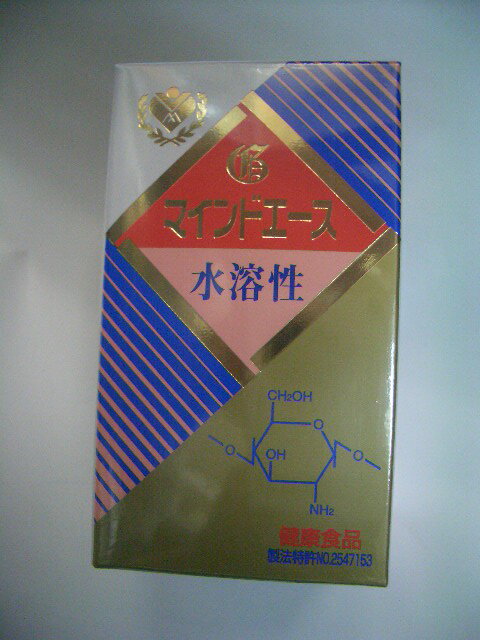 G
マインドエース
水溶性
CH₂OH
O
O
OH
O
NH₂
健康食品
製法特許NO.2547153